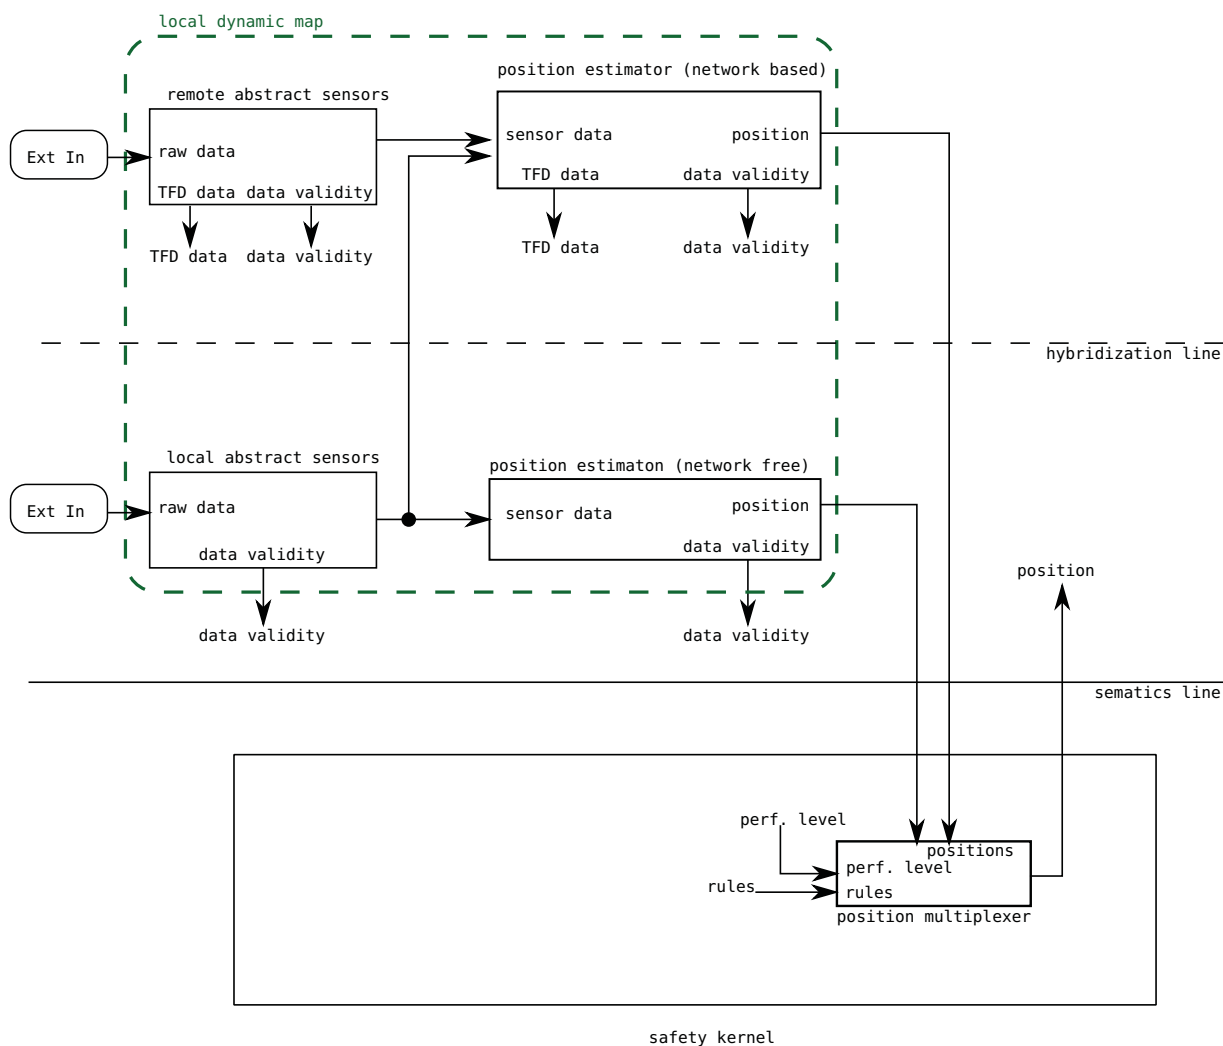 local dynamic map
position estimator (network based)
remote abstract sensors
Ext In
raw data
TFD data data validity
sensor data
position
TFD data
data validity
TFD data
data validity
TFD data
data validity
hybridization line
local abstract sensors
position estimaton (network free)
Ext In
raw data
data validity
sensor data
position
data validity
data validity
data validity
position
sematics line
perf. level
rules
positions
perf. level
rules
position multiplexer
safety kernel